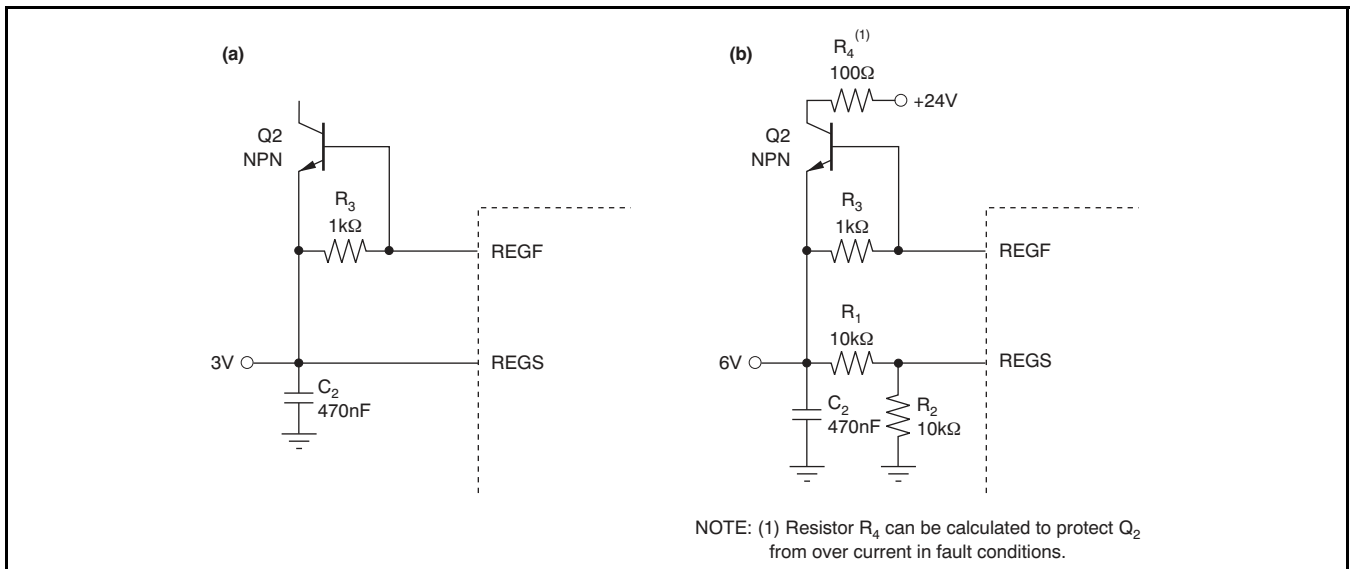 (a)
Q2
NPN
R3
1kΩ
REGF
3V
REGS
C2
470nF
(b)
R4(1)
100Ω
+24V
Q2
NPN
R3
1kΩ
REGF
R1
10kΩ
6V
REGS
C2
470nF
R2
10kΩ
NOTE: (1) Resistor R4 can be calculated to protect Q2
from over current in fault conditions.